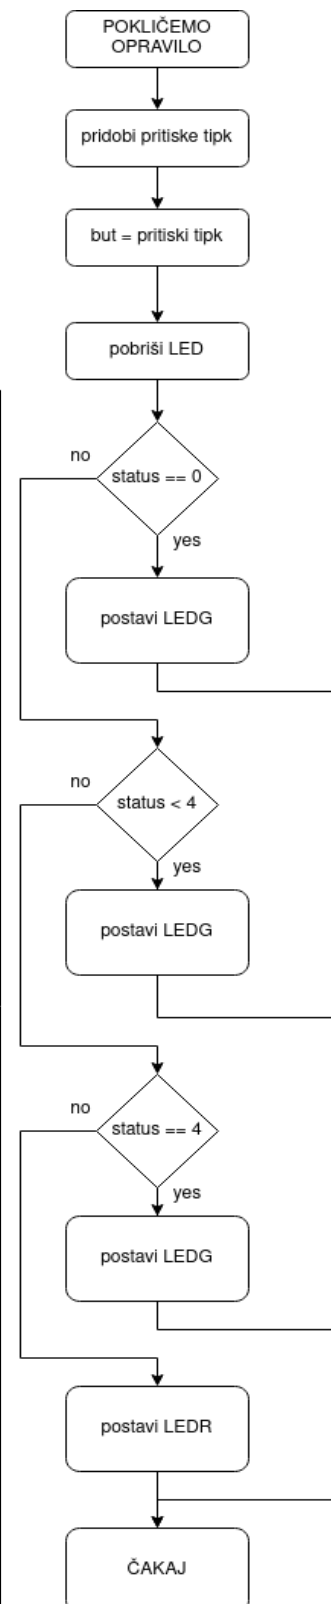 POKLIČEMO
OPRAVILO
pridobi pritiske tipk
but = pritiski tipk
pobriši LED
no
status == 0
yes
postavi LEDG
no
status < 4
yes
postavi LEDG
no
status == 4
yes
postavi LEDG
postavi LEDR
ČAKAJ